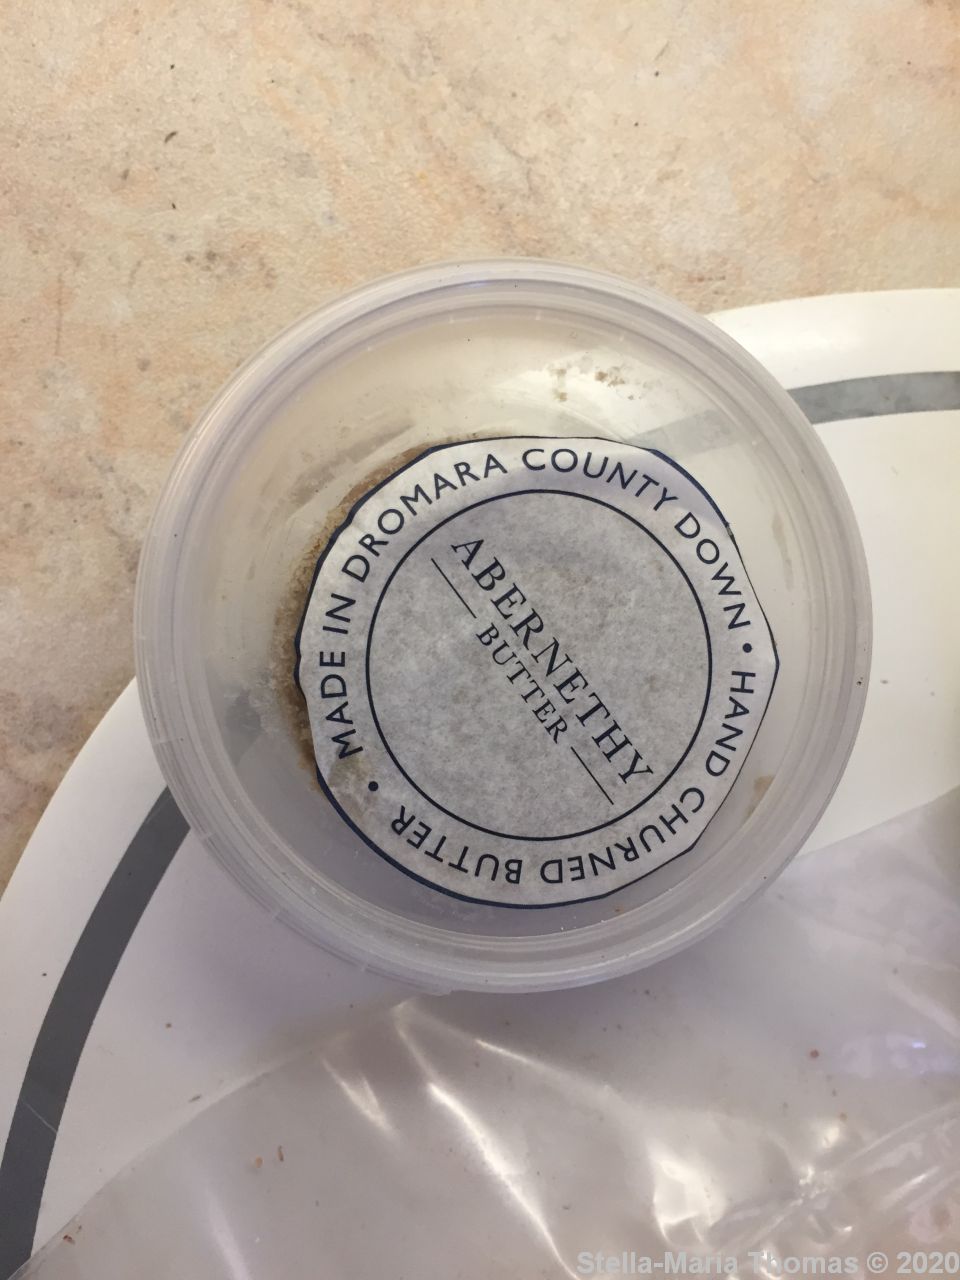 MADE IN DROMARA COUNTY DOWN • HAND CHURNED BUTTER •
ABERNETHY
BUTTER
Stella-Maria Thomas © 2020